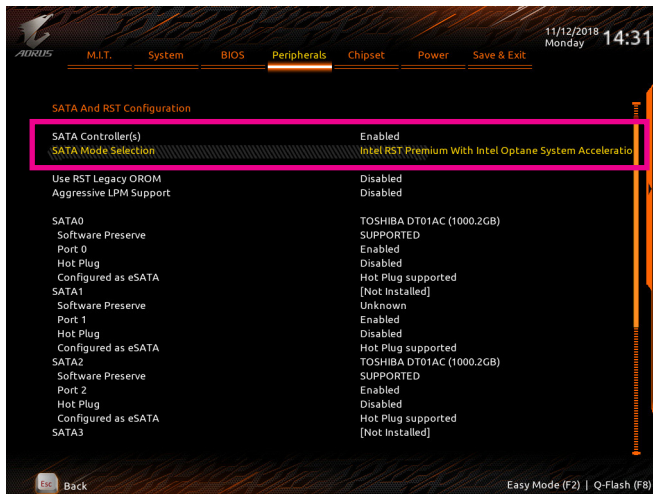 11/12/2018 14:31
Monday
AORUS
M.I.T. System BIOS Peripherals Chipset Power Save & Exit
SATA And RST Configuration
SATA Controller(s) Enabled
SATA Mode Selection Intel RST Premium With Intel Optane System Acceleratio
Use RST Legacy OROM Disabled
Aggressive LPM Support Disabled
SATA0 TOSHIBA DT01AC (1000.2GB)
Software Preserve SUPPORTED
Port 0 Enabled
Hot Plug Disabled
Configured as eSATA Hot Plug supported
SATA1 [Not Installed]
Software Preserve Unknown
Port 1 Enabled
Hot Plug Disabled
Configured as eSATA Hot Plug supported
SATA2 TOSHIBA DT01AC (1000.2GB)
Software Preserve SUPPORTED
Port 2 Enabled
Hot Plug Disabled
Configured as eSATA Hot Plug supported
SATA3 [Not Installed]
Esc Back Easy Mode (F2) | Q-Flash (F8)